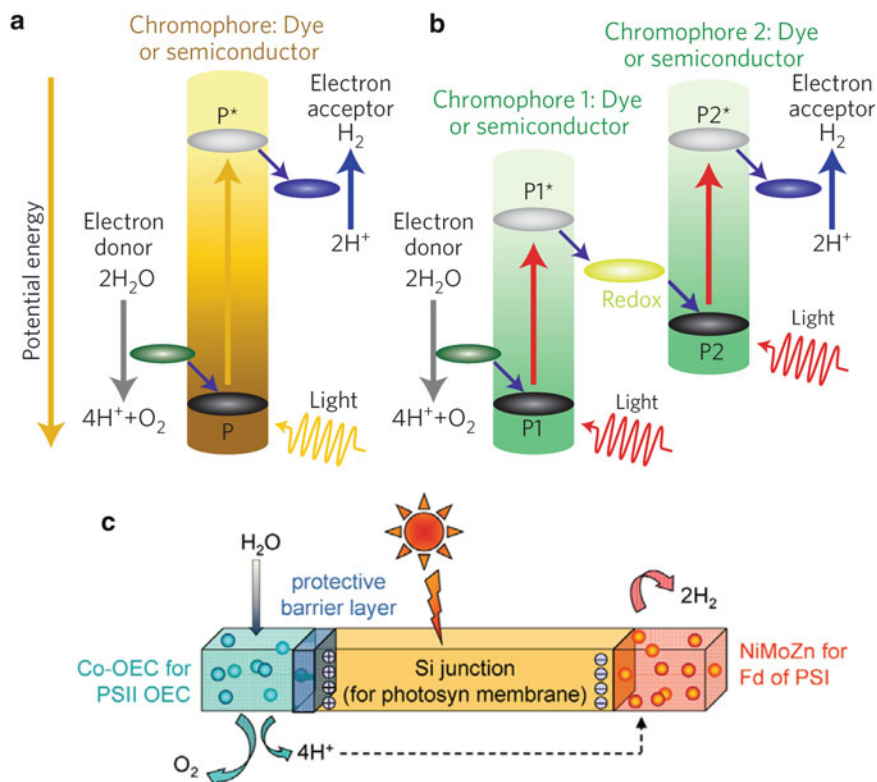 a
Chromophore: Dye
or semiconductor
Potential energy
P*
Electron
acceptor
H₂
2H⁺
Electron
donor
2H₂O
4H⁺+O₂
P
Light
b
Chromophore 1: Dye
or semiconductor
Chromophore 2: Dye
or semiconductor
P1*
P2*
Electron
acceptor
H₂
2H⁺
Electron
donor
2H₂O
4H⁺+O₂
Redox
P1
Light
P2
Light
c
H₂O
protective
barrier layer
Co-OEC for
PSII OEC
Si junction
(for photosyn membrane)
2H₂
NiMoZn for
Fd of PSI
O₂
4H⁺